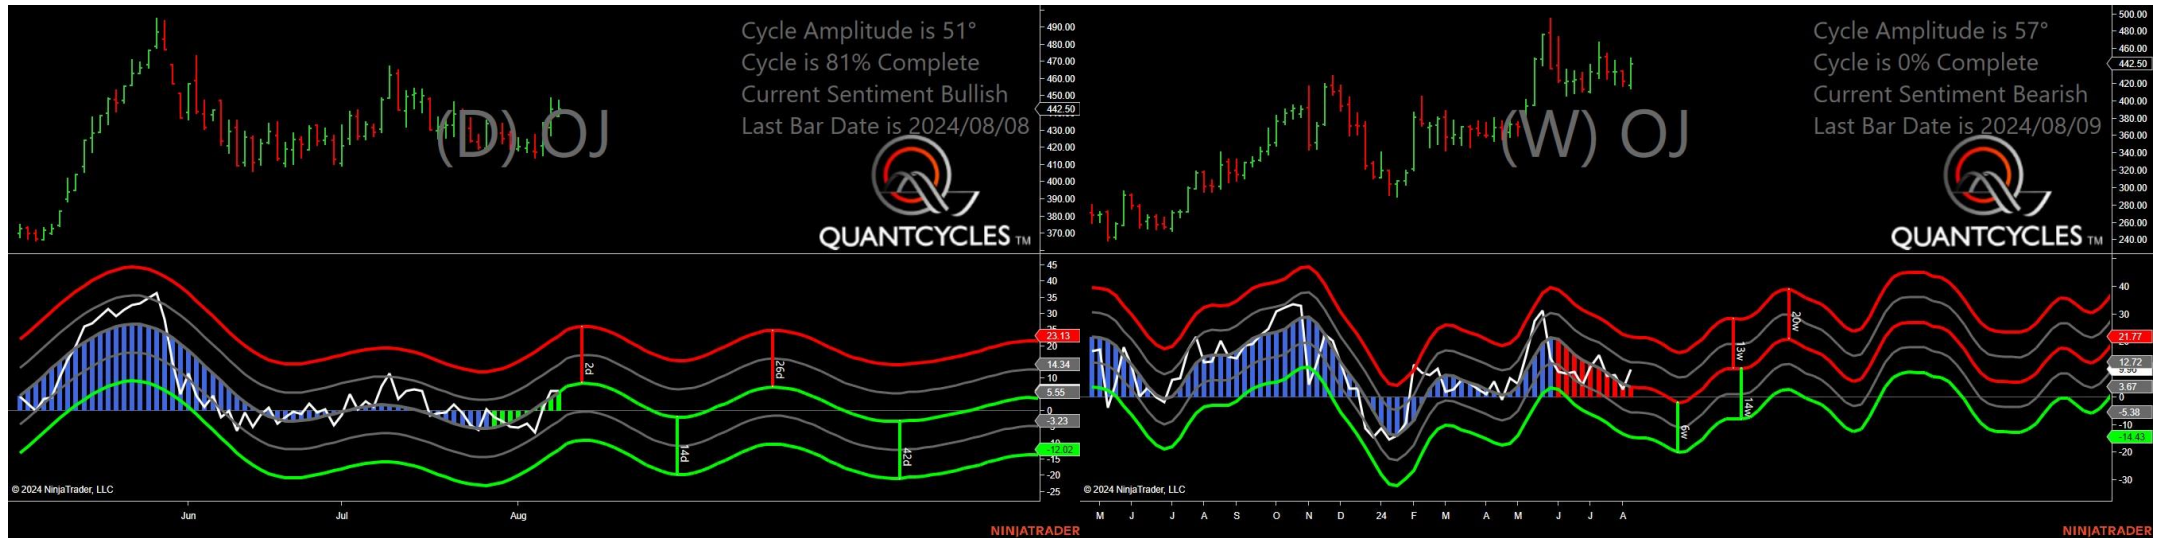 Cycle Amplitude is 51°
Cycle is 81% Complete
Current Sentiment Bullish
Last Bar Date is 2024/08/08
(D) OJ
QUANTCYCLES TM
490.00
470.00
460.00
450.00
442.50
430.00
420.00
410.00
400.00
390.00
380.00
370.00
45
40
35
30
23.13
20
14.34
10
5.55
0
-3.23
-12.02
-15
-20
-25
2d
26d
14d
42d
© 2024 NinjaTrader, LLC
Jun
Jul
Aug
NINJATRADER
Cycle Amplitude is 57°
Cycle is 0% Complete
Current Sentiment Bearish
Last Bar Date is 2024/08/09
(W) OJ
QUANTCYCLES TM
500.00
480.00
460.00
442.50
420.00
400.00
380.00
360.00
340.00
320.00
300.00
280.00
260.00
240.00
40
30
21.77
12.72
9.90
3.67
0
-5.38
-10
-14.43
-20
-30
20w
13w
14w
6w
© 2024 NinjaTrader, LLC
M J J A S O N D 24 F M A M J J A
NINJATRADER